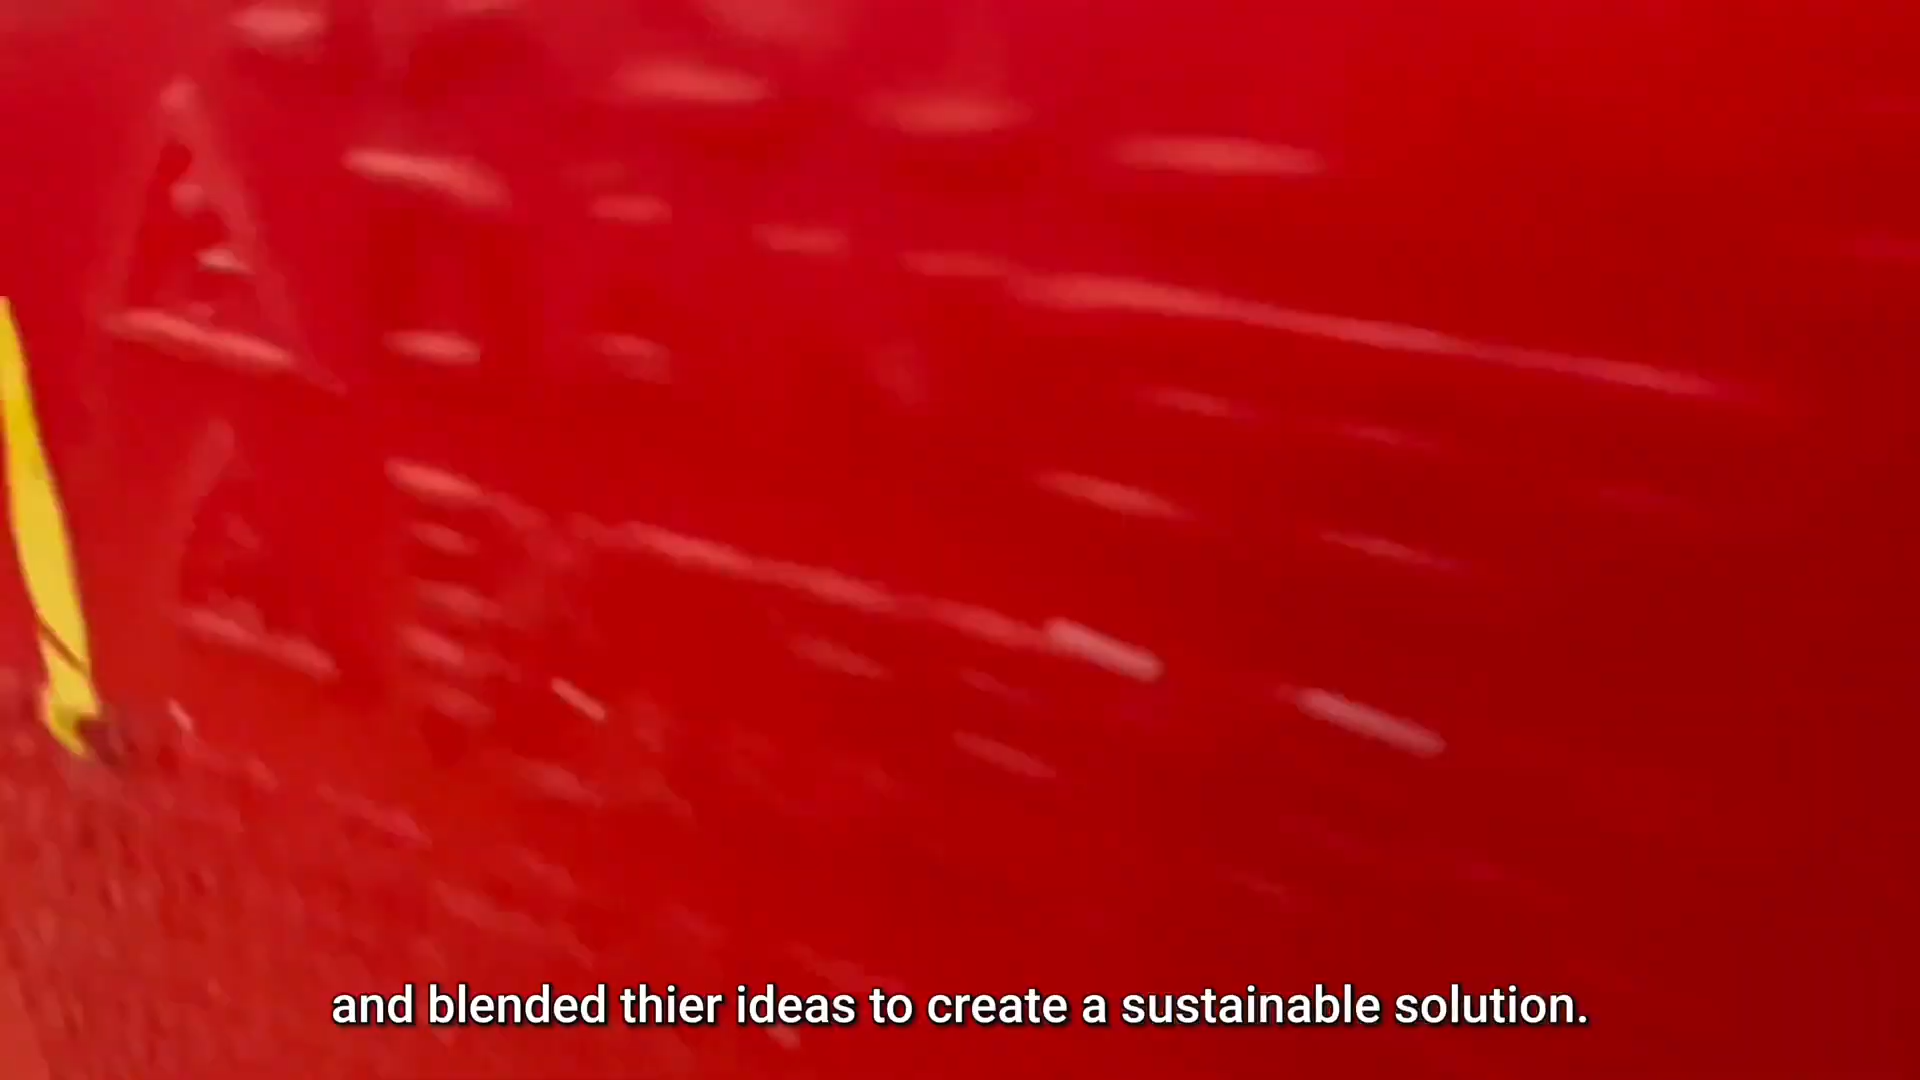 and blended thier ideas to create a sustainable solution.